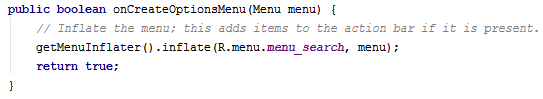 public boolean onCreateOptionsMenu(Menu menu) {
    // Inflate the menu; this adds items to the action bar if it is present.
    getMenuInflater().inflate(R.menu.menu_search, menu);
    return true;
}